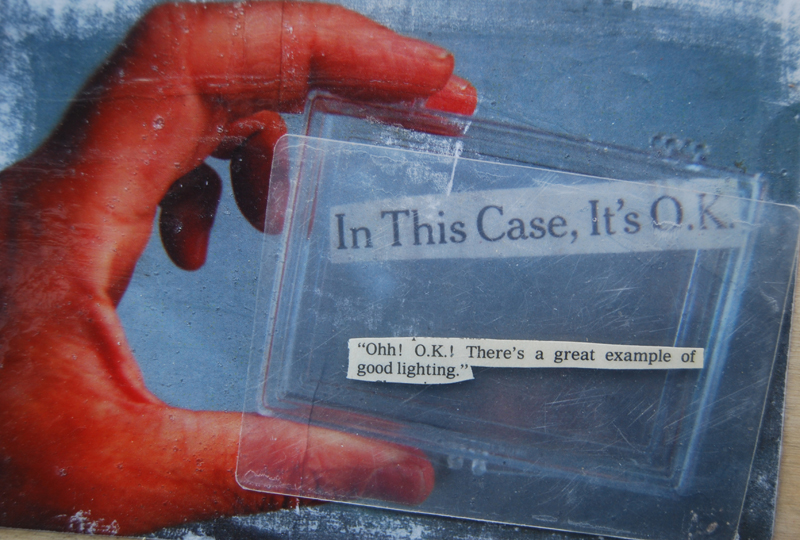 In This Case, It's O.K.
“Ohh! O.K.! There's a great example of
good lighting.”